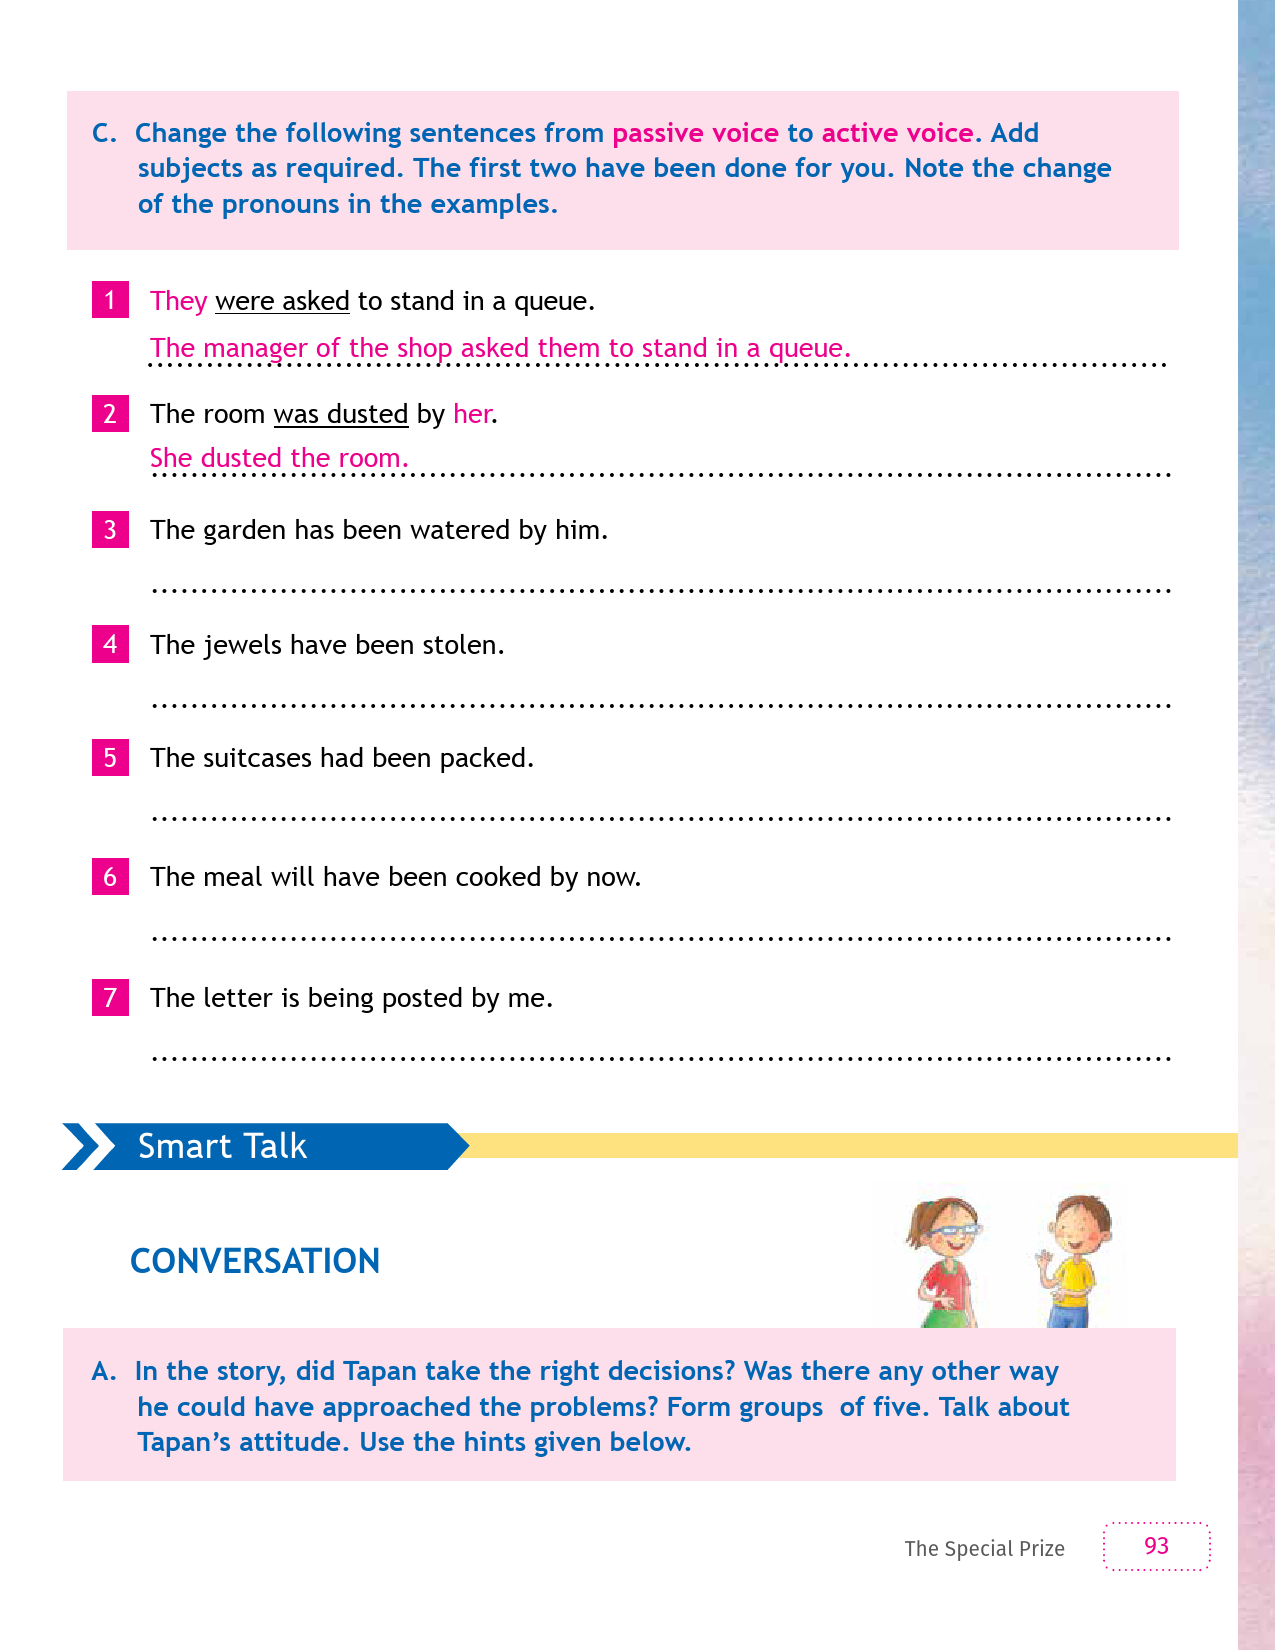 C. Change the following sentences from passive voice to active voice. Add
subjects as required. The first two have been done for you. Note the change
of the pronouns in the examples.
1 They were asked to stand in a queue.
The manager of the shop asked them to stand in a queue.
2 The room was dusted by her.
She dusted the room.
3 The garden has been watered by him.
4 The jewels have been stolen.
5 The suitcases had been packed.
6 The meal will have been cooked by now.
7 The letter is being posted by me.
Smart Talk
CONVERSATION
A. In the story, did Tapan take the right decisions? Was there any other way
he could have approached the problems? Form groups of five. Talk about
Tapan’s attitude. Use the hints given below.
The Special Prize 93